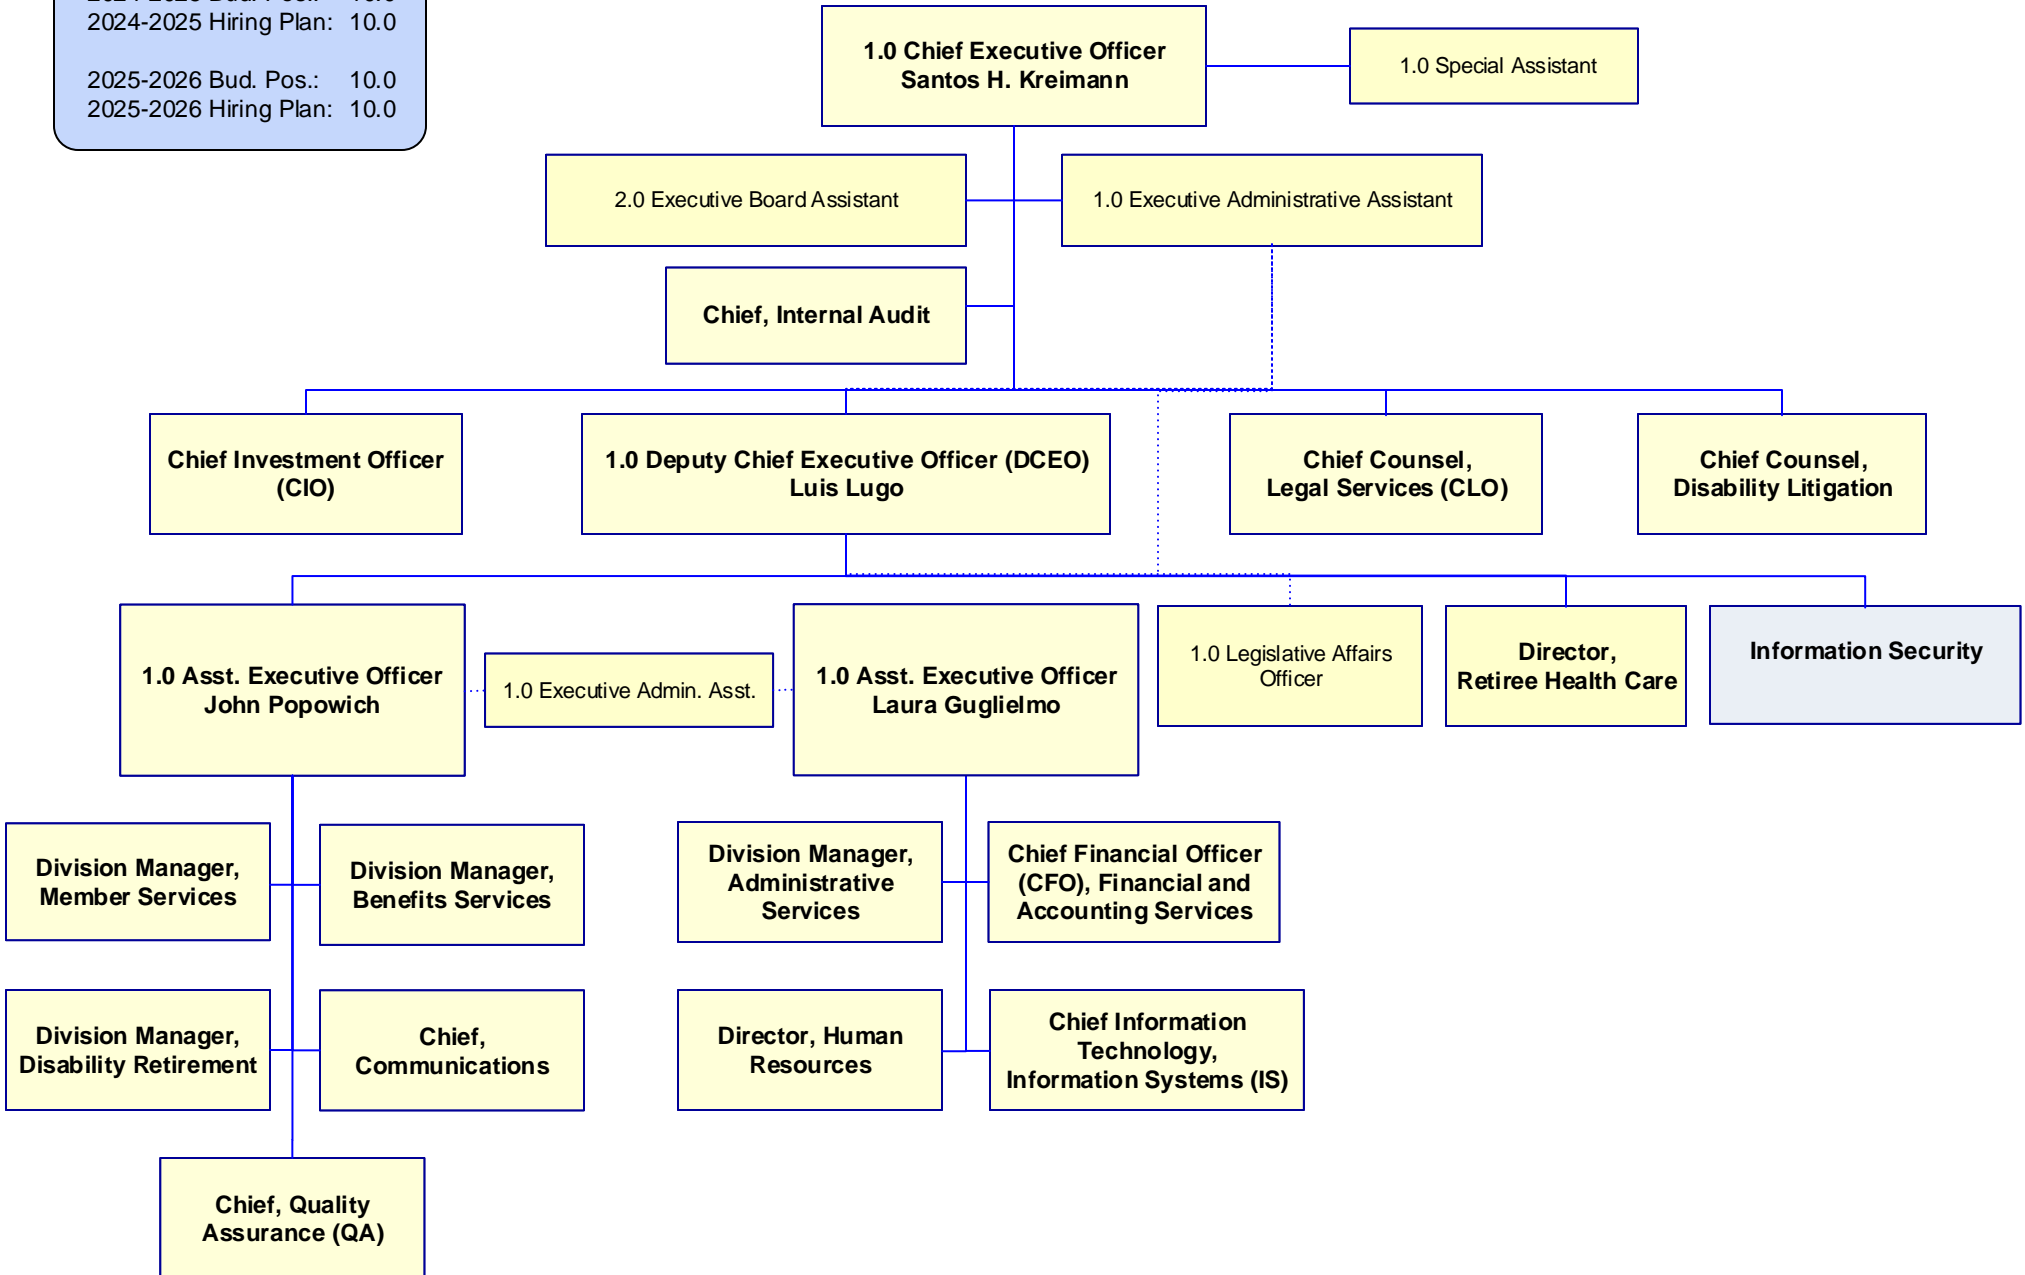 2024-2025 Hiring Plan: 10.0
2025-2026 Bud. Pos.: 10.0
2025-2026 Hiring Plan: 10.0
1.0 Chief Executive Officer
Santos H. Kreimann
1.0 Special Assistant
2.0 Executive Board Assistant
1.0 Executive Administrative Assistant
Chief, Internal Audit
Chief Investment Officer
(CIO)
1.0 Deputy Chief Executive Officer (DCEO)
Luis Lugo
Chief Counsel,
Legal Services (CLO)
Chief Counsel,
Disability Litigation
1.0 Asst. Executive Officer
John Popowich
1.0 Executive Admin. Asst.
1.0 Asst. Executive Officer
Laura Guglielmo
1.0 Legislative Affairs
Officer
Director,
Retiree Health Care
Information Security
Division Manager,
Member Services
Division Manager,
Benefits Services
Division Manager,
Administrative
Services
Chief Financial Officer
(CFO), Financial and
Accounting Services
Division Manager,
Disability Retirement
Chief,
Communications
Director, Human
Resources
Chief Information
Technology,
Information Systems (IS)
Chief, Quality
Assurance (QA)